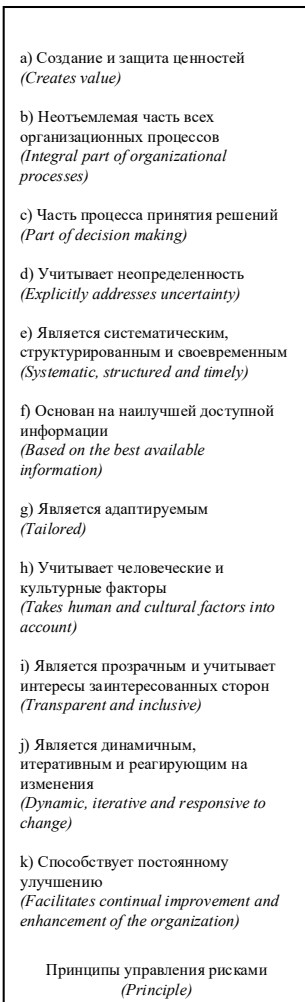 a) Создание и защита ценностей
(Creates value)
b) Неотъемлемая часть всех
организационных процессов
(Integral part of organizational
processes)
c) Часть процесса принятия решений
(Part of decision making)
d) Учитывает неопределенность
(Explicitly addresses uncertainty)
e) Является систематическим,
структурированным и своевременным
(Systematic, structured and timely)
f) Основан на наилучшей доступной
информации
(Based on the best available
information)
g) Является адаптируемым
(Tailored)
h) Учитывает человеческие и
культурные факторы
(Takes human and cultural factors into
account)
i) Является прозрачным и учитывает
интересы заинтересованных сторон
(Transparent and inclusive)
j) Является динамичным,
итеративным и реагирующим на
изменения
(Dynamic, iterative and responsive to
change)
k) Способствует постоянному
улучшению
(Facilitates continual improvement and
enhancement of the organization)
Принципы управления рисками
(Principle)